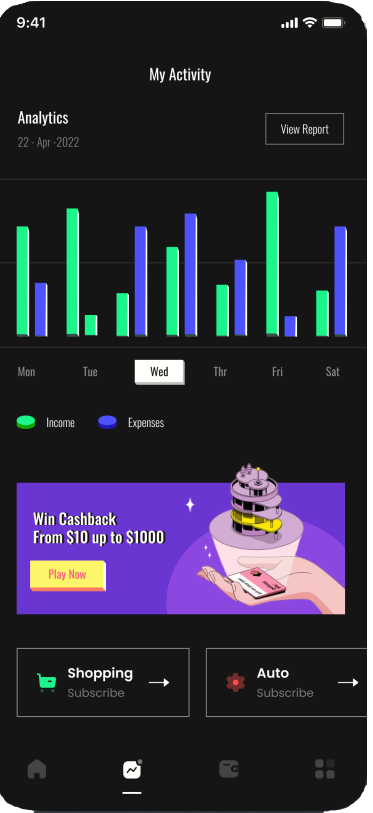 9:41
My Activity
Analytics
22 - Apr -2022
View Report
Mon Tue Wed Thr Fri Sat
Income Expenses
Win Cashback
From $10 up to $1000
Play Now
Shopping
Subscribe
Auto
Subscribe